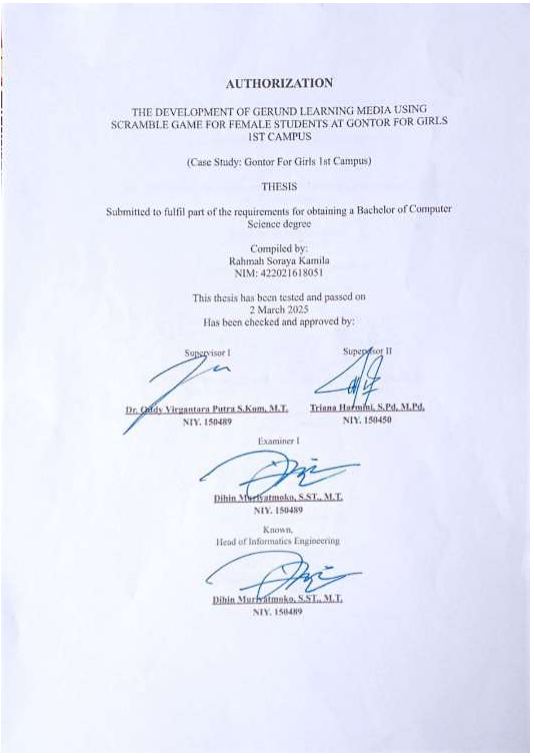 AUTHORIZATION
THE DEVELOPMENT OF GERUND LEARNING MEDIA USING
SCRAMBLE GAME FOR FEMALE STUDENTS AT GONTOR FOR GIRLS
1ST CAMPUS
(Case Study: Gontor For Girls 1st Campus)
THESIS
Submitted to fulfil part of the requirements for obtaining a Bachelor of Computer
Science degree
Compiled by:
Rahmah Soraya Kamila
NIM: 422021618051
This thesis has been tested and passed on
2 March 2025
Has been checked and approved by:
Supervisor I Supervisor II
Dr. Virgantara Putra S.Kom, M.T. Triana S.Pd, M.Pd.
NIY. 150489 NIY. 150450
Examiner I
Dihin Muriyatmoko, S.ST., M.T.
NIY. 150489
Known,
Head of Informatics Engineering
Dihin Muriyatmoko, S.ST., M.T.
NIY. 150489